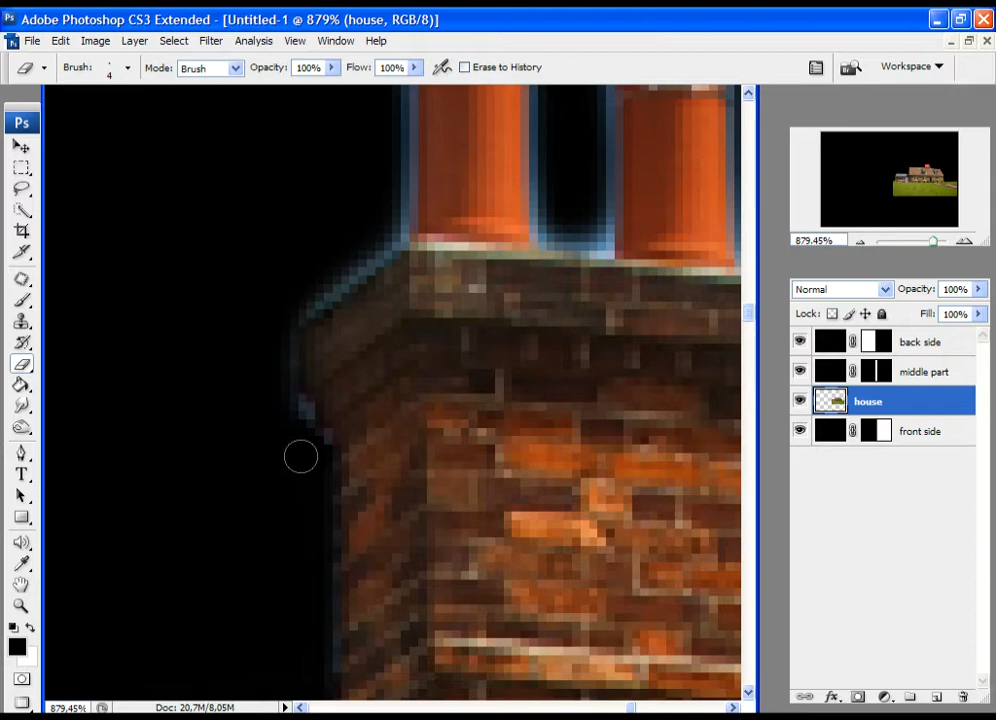 Adobe Photoshop CS3 Extended - [Untitled-1 @ 879% (house, RGB/8)]
File Edit Image Layer Select Filter Analysis View Window Help
Brush: 4 Mode: Brush Opacity: 100% Flow: 100% Erase to History Workspace
Ps
879.45%
Normal Opacity: 100%
Lock: Fill: 100%
back side
middle part
house
front side
T
fx
879,45% Doc: 20,7M/8,05M